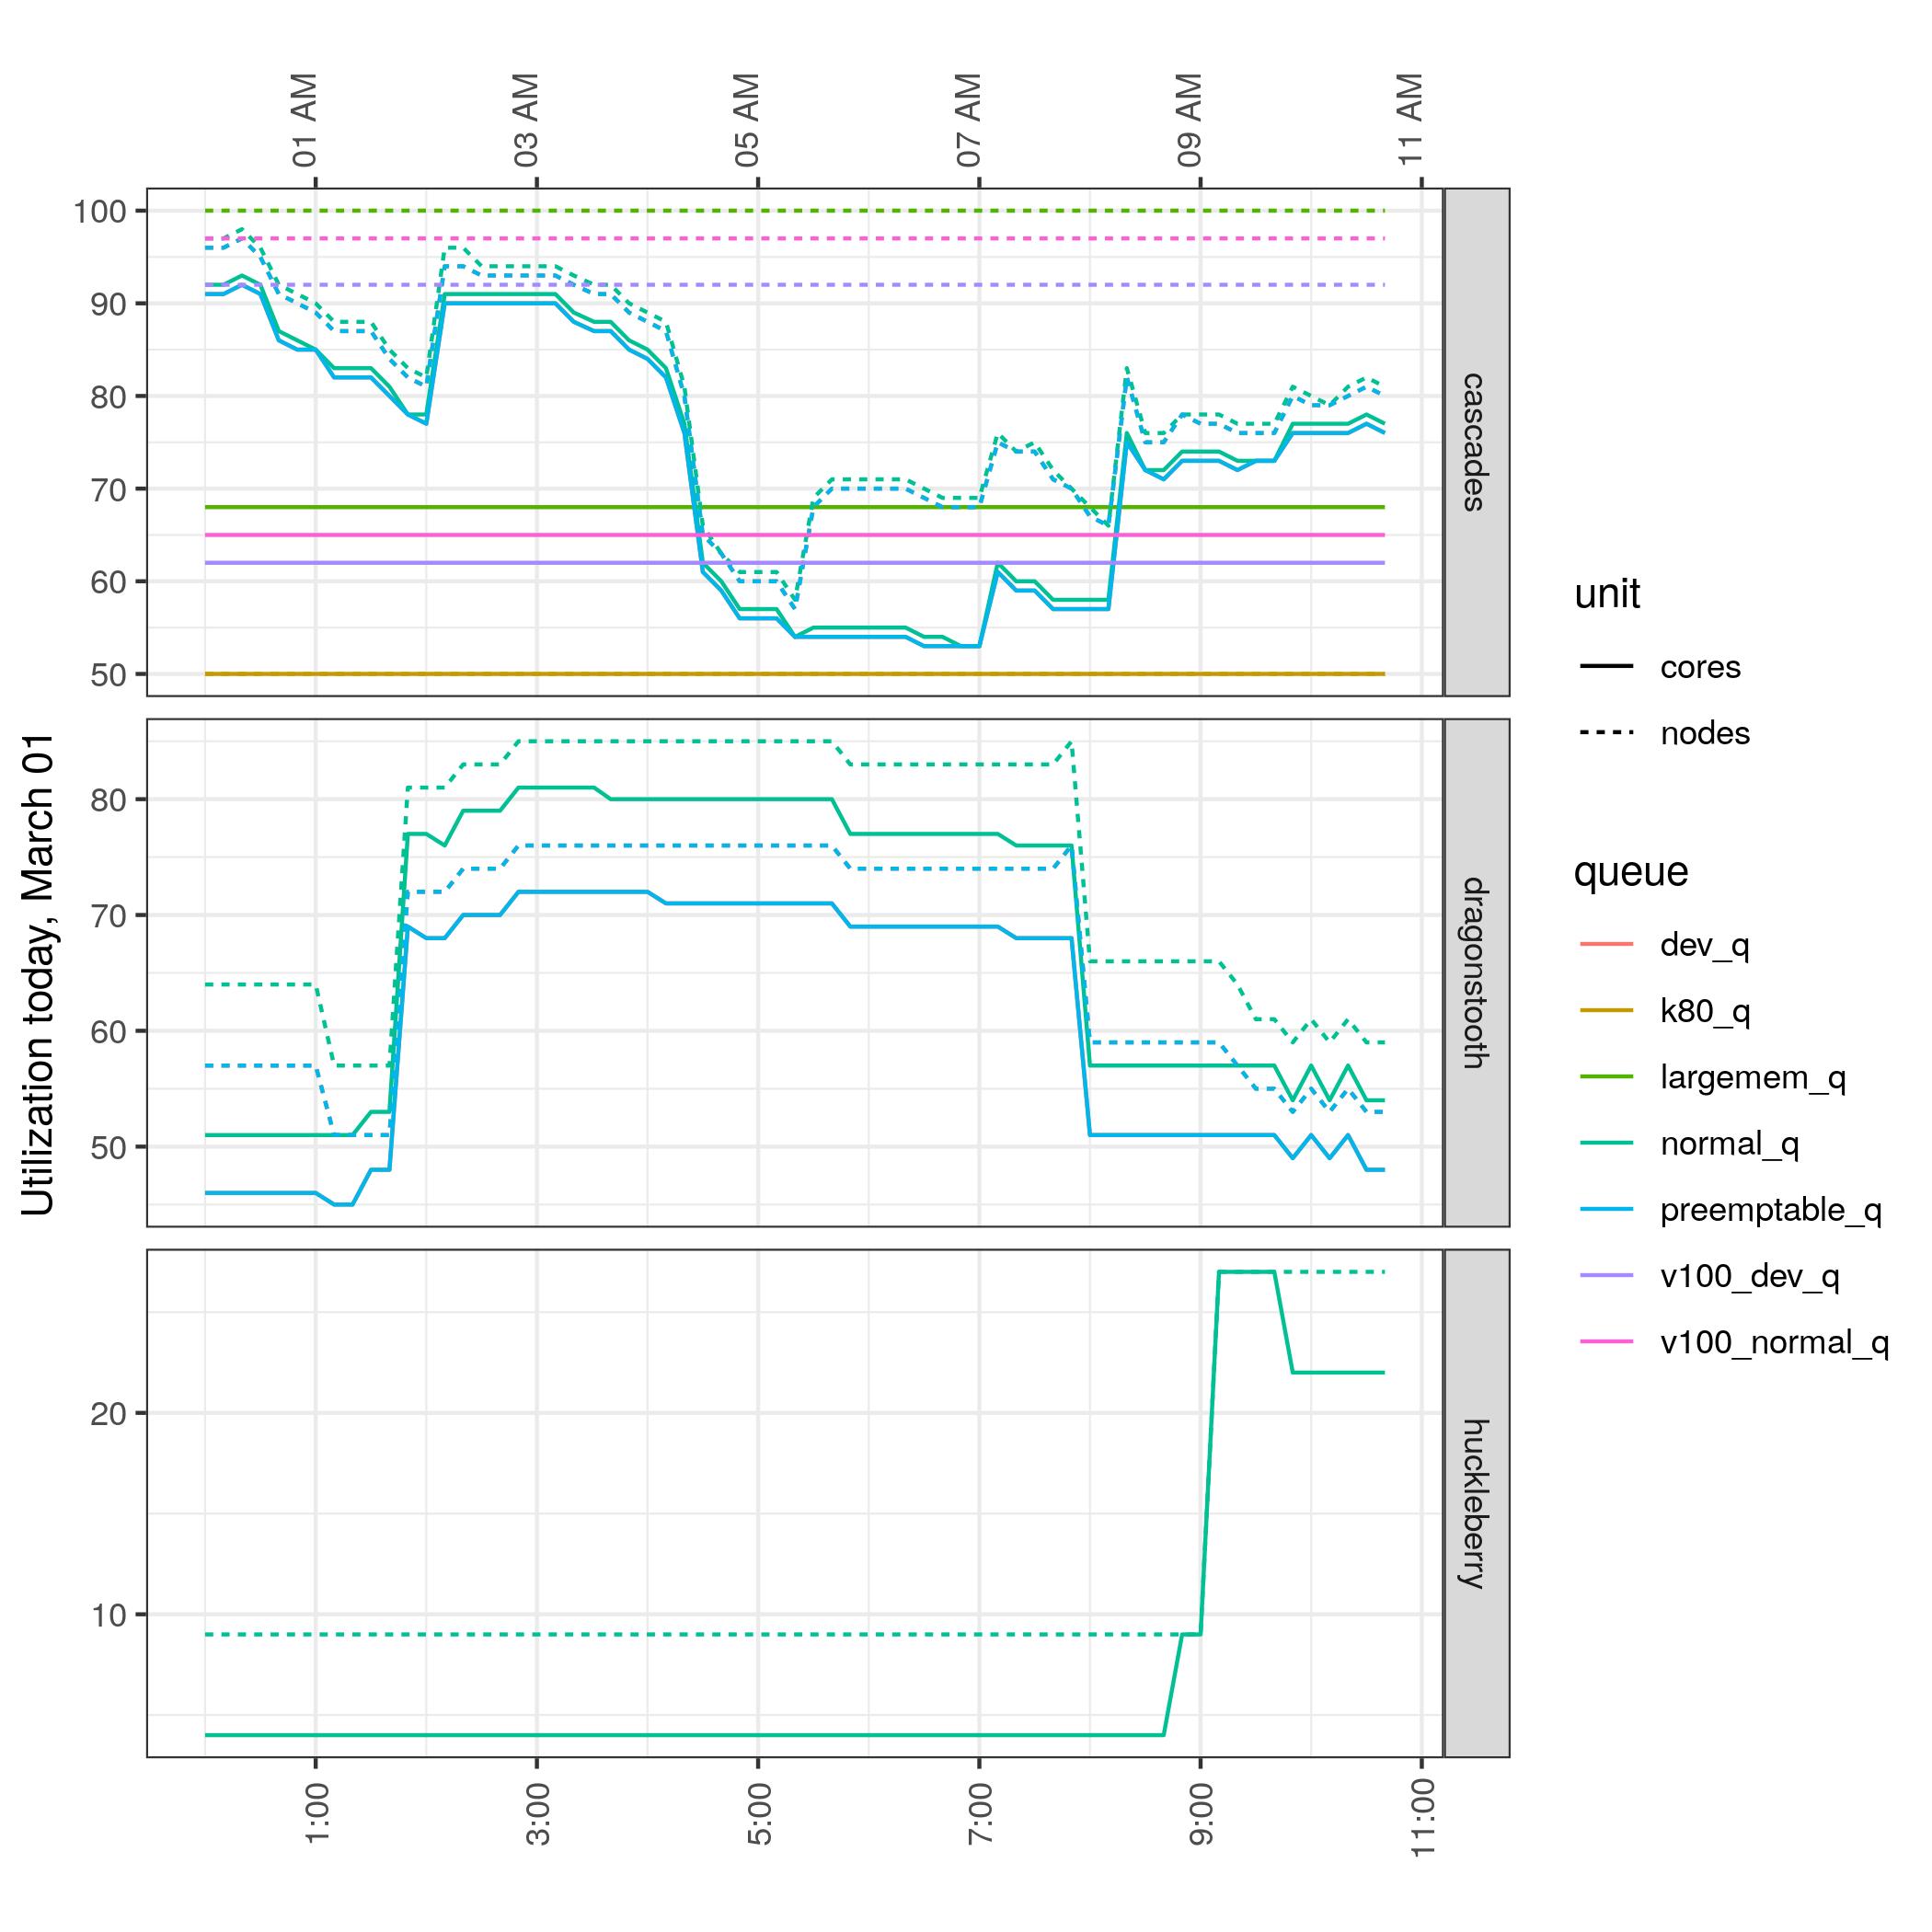 01 AM
03 AM
05 AM
07 AM
09 AM
11 AM
Utilization today, March 01
100
90
80
70
60
50
cascades
80
70
60
50
dragonstooth
20
10
huckleberry
1:00
3:00
5:00
7:00
9:00
11:00
unit
cores
nodes
queue
dev_q
k80_q
largemem_q
normal_q
preemptable_q
v100_dev_q
v100_normal_q